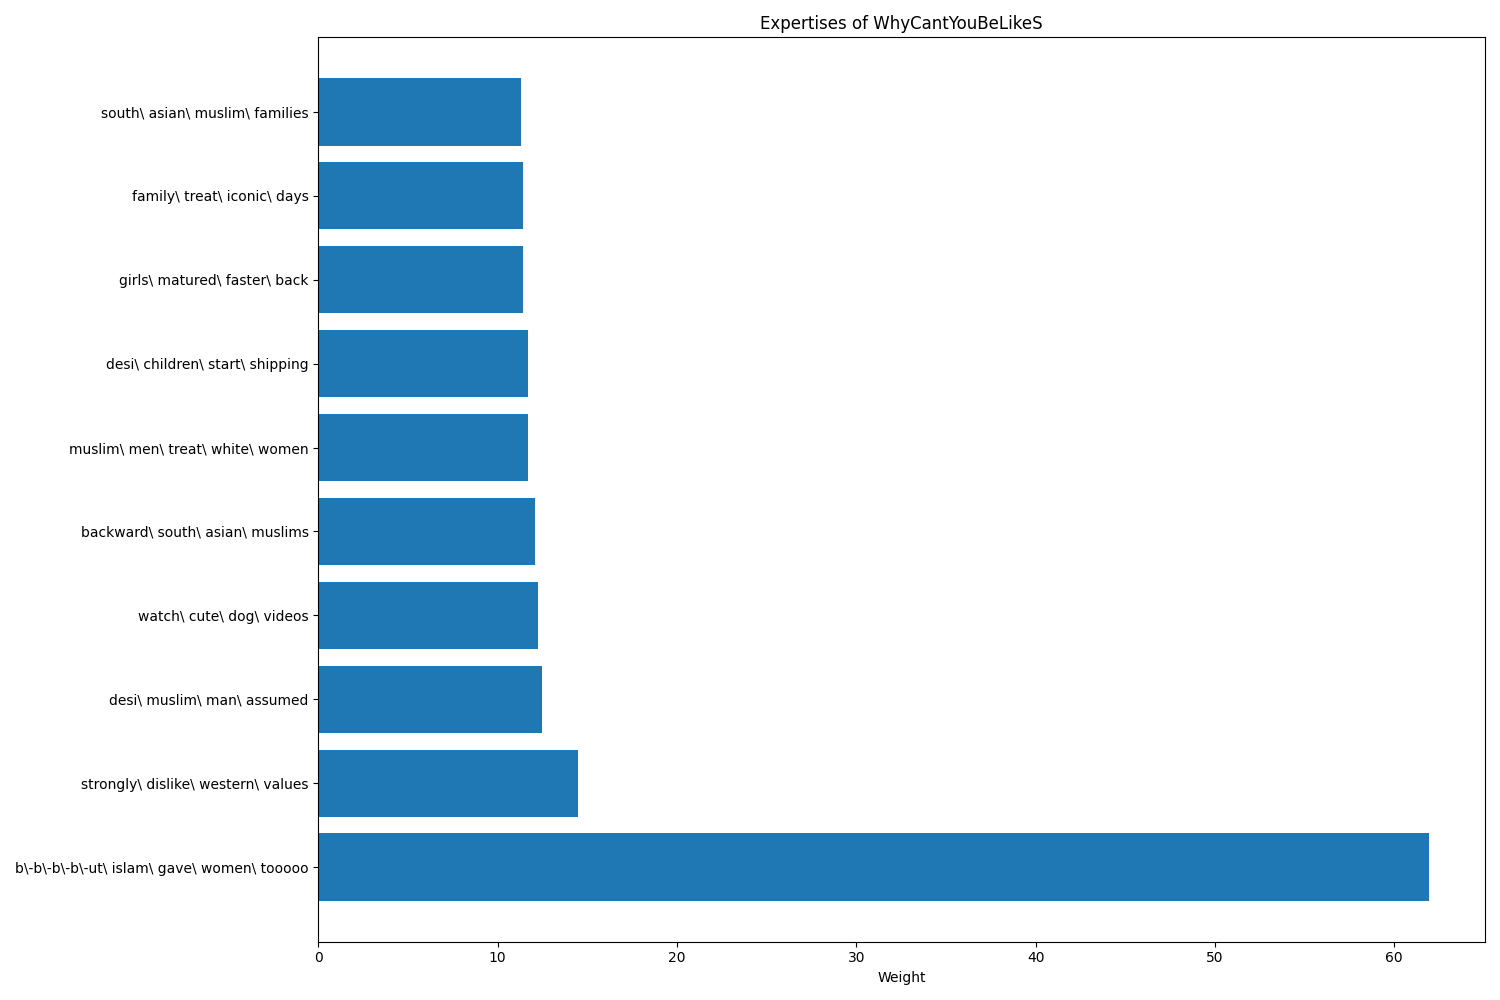 Expertises of WhyCantYouBeLikeS
south\ asian\ muslim\ families
family\ treat\ iconic\ days
girls\ matured\ faster\ back
desi\ children\ start\ shipping
muslim\ men\ treat\ white\ women
backward\ south\ asian\ muslims
watch\ cute\ dog\ videos
desi\ muslim\ man\ assumed
strongly\ dislike\ western\ values
b\-b\-b\-b\-ut\ islam\ gave\ women\ tooooo
0 10 20 30 40 50 60
Weight